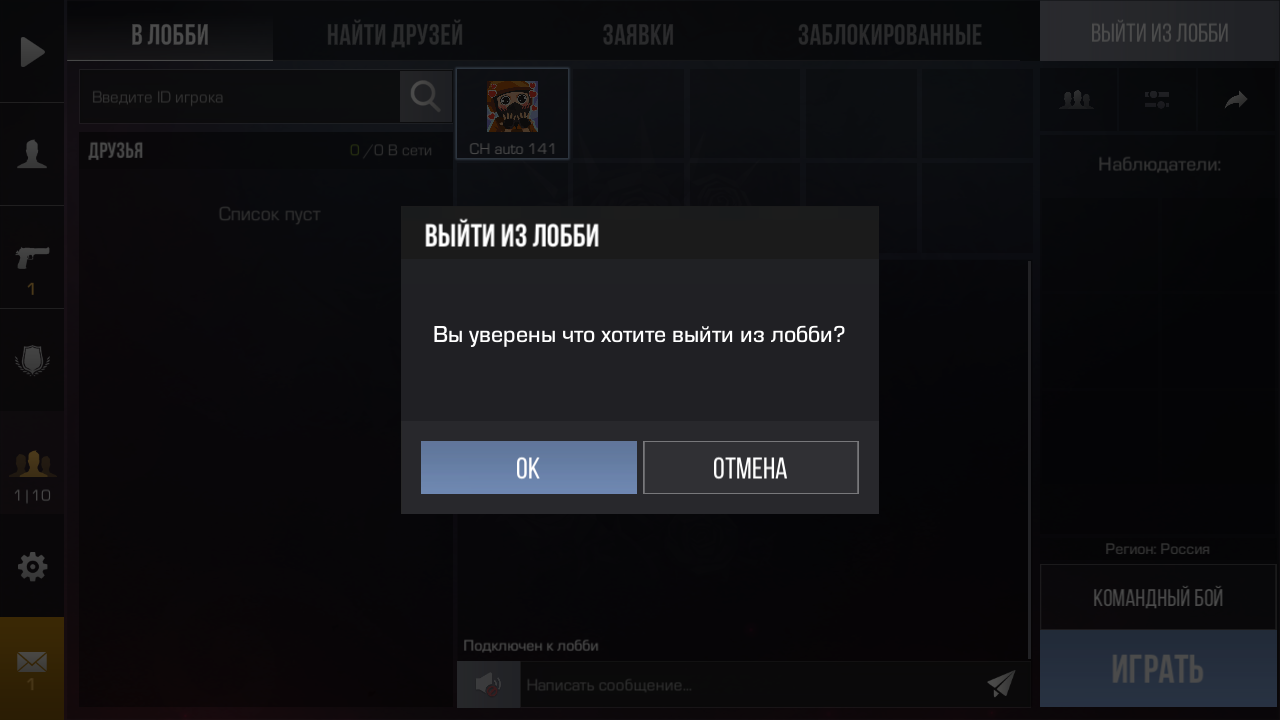 В ЛОББИ
НАЙТИ ДРУЗЕЙ
ЗАЯВКИ
ЗАБЛОКИРОВАННЫЕ
ВЫЙТИ ИЗ ЛОББИ
Введите ID игрока
CH auto 141
ДРУЗЬЯ
0 /0 В сети
Наблюдатели:
Список пуст
ВЫЙТИ ИЗ ЛОББИ
1
Вы уверены что хотите выйти из лобби?
OK
ОТМЕНА
1|10
Регион: Россия
КОМАНДНЫЙ БОЙ
Подключен к лобби
ИГРАТЬ
1
Написать сообщение...